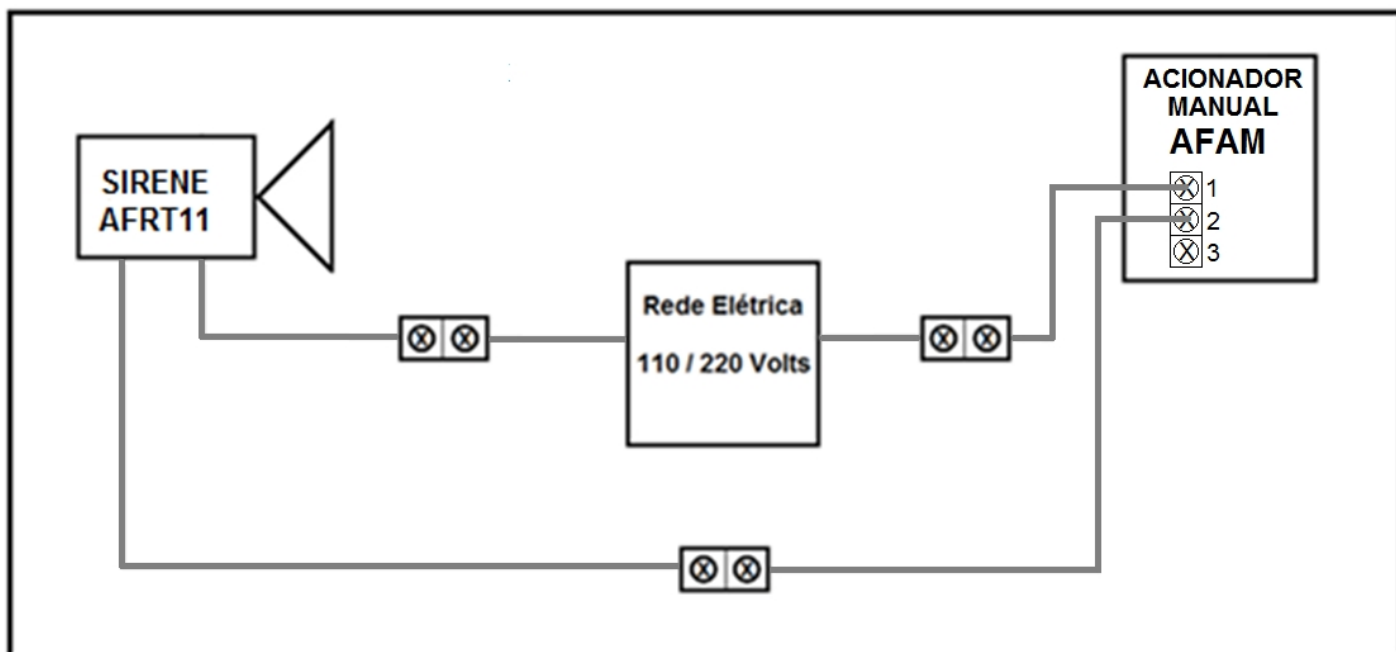 SIRENE
AFRT11
Rede Elétrica
110 / 220 Volts
ACIONADOR
MANUAL
AFAM
1
2
3